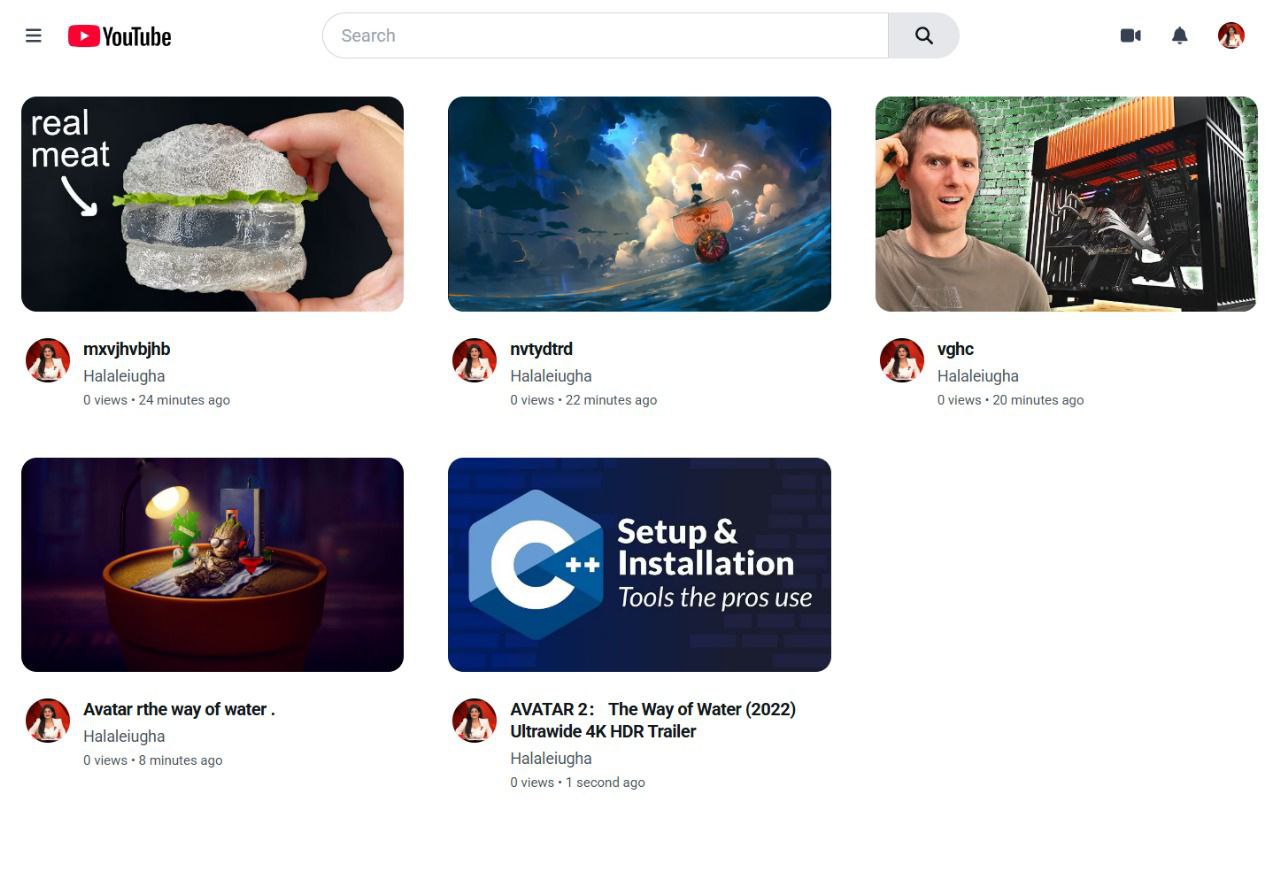 YouTube
Search
real
meat
mxvjhvbjhb
Halaleiugha
0 views • 24 minutes ago
nvtydtrd
Halaleiugha
0 views • 22 minutes ago
vghc
Halaleiugha
0 views • 20 minutes ago
C++
Setup &
Installation
Tools the pros use
Avatar rthe way of water .
Halaleiugha
0 views • 8 minutes ago
AVATAR 2： The Way of Water (2022)
Ultrawide 4K HDR Trailer
Halaleiugha
0 views • 1 second ago